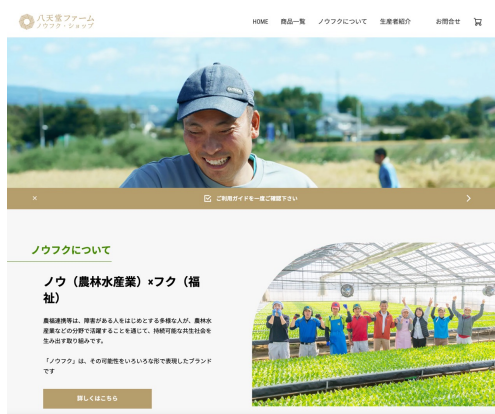 八天堂ファーム
ノウフク・ショップ
HOME 商品一覧 ノウフクについて 生産者紹介 お問合せ
ご利用ガイドを一度ご確認下さい
ノウフクについて
ノウ（農林水産業）×フク（福
祉）
農福連携等は、障害がある人をはじめとする多様な人が、農林水
産業などの分野で活躍することを通じて、持続可能な共生社会を
生み出す取り組みです。
「ノウフク」は、その可能性をいろいろな形で表現したブランド
です
詳しくはこちら